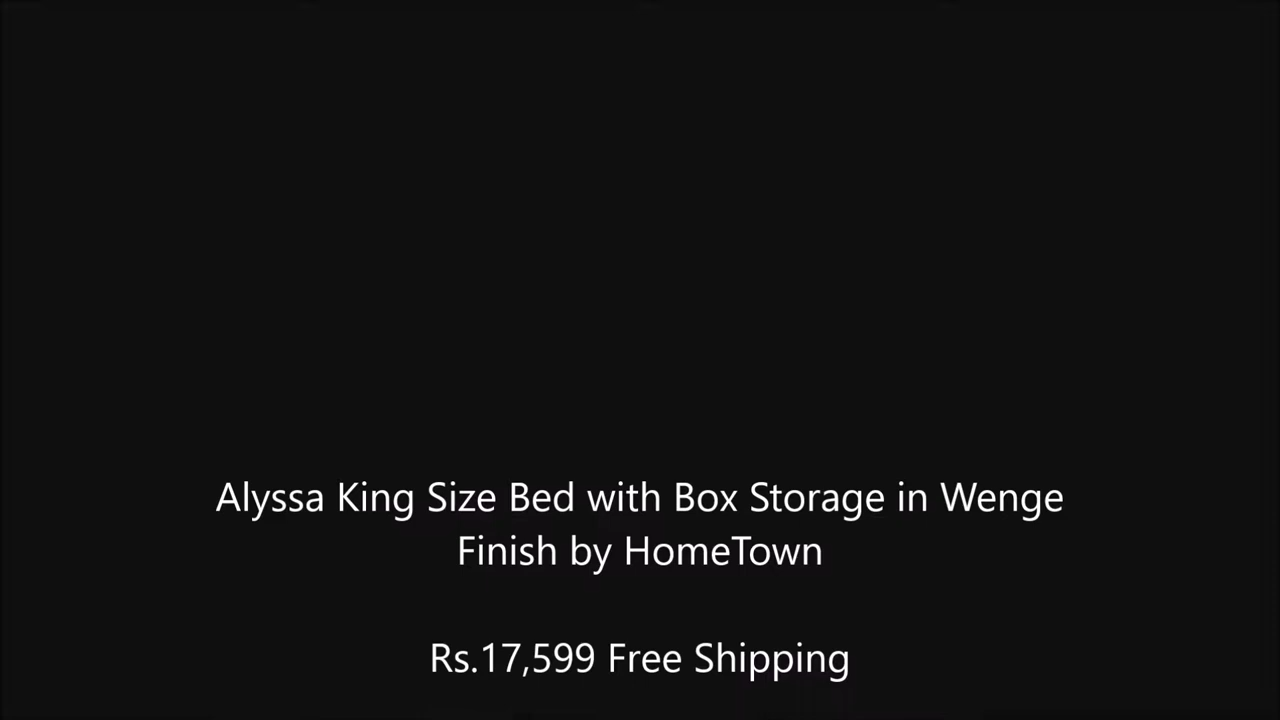 Alyssa King Size Bed with Box Storage in Wenge
Finish by HomeTown
Rs.17,599 Free Shipping